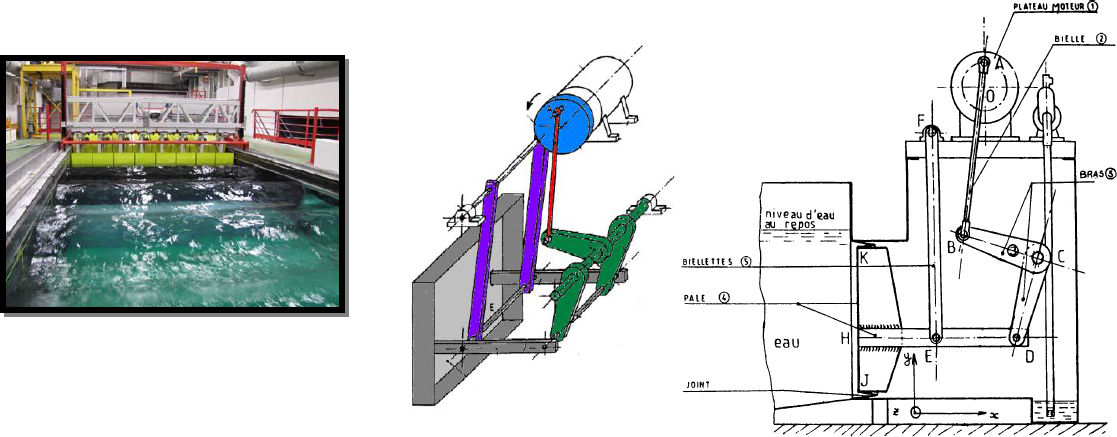 PLATEAU MOTEUR ①
BIELLE ②
A
O
F
BRAS ③
niveau d'eau
au repos
B
C
K
BIELLETTES ⑤
E
PALE ④
H
eau
E
D
y
J
JOINT
z
x